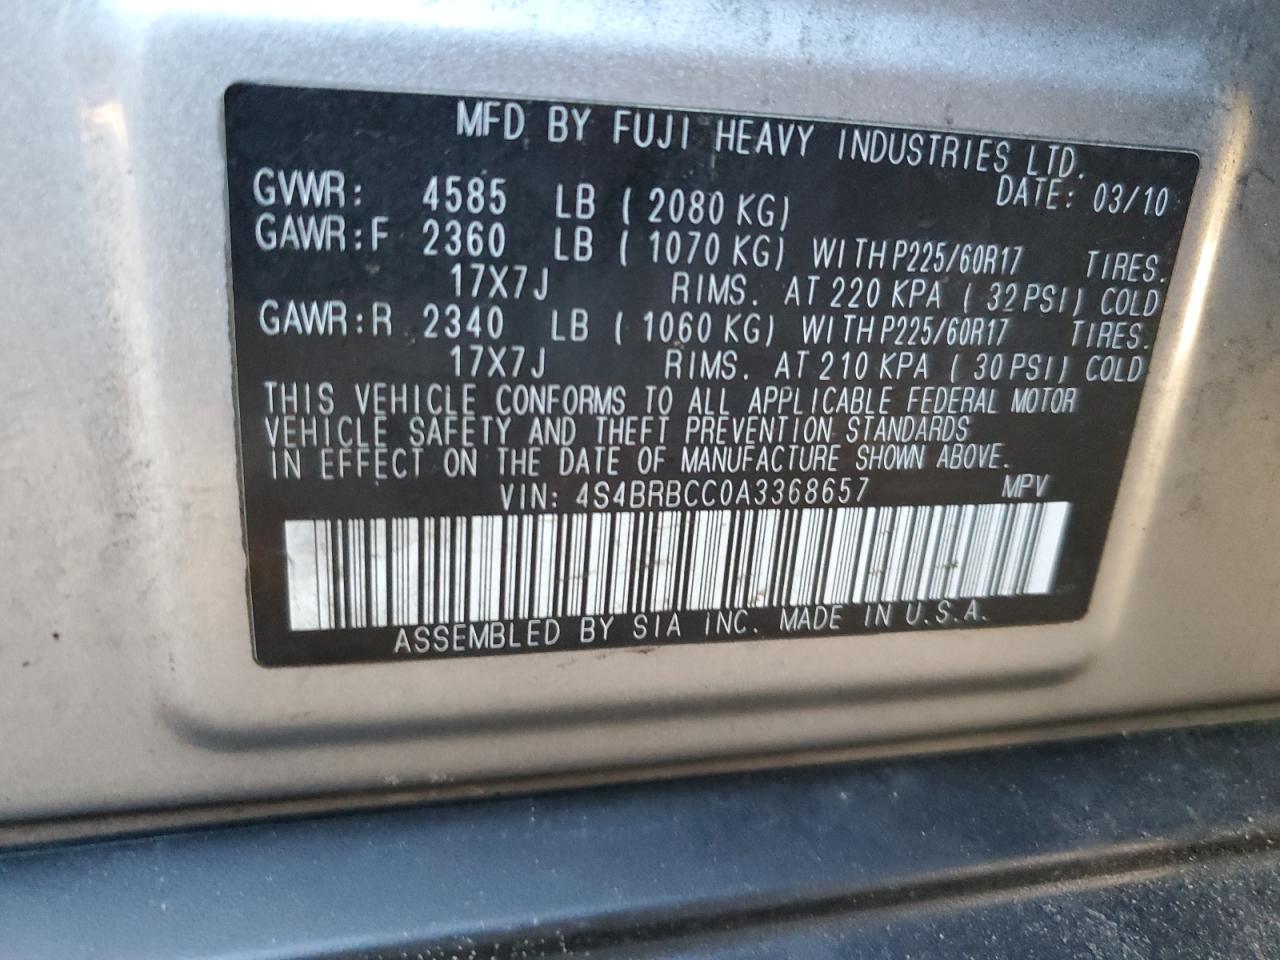 MFD BY FUJI HEAVY INDUSTRIES LTD.
DATE: 03/10
GVWR: 4585 LB ( 2080 KG)
GAWR:F 2360 LB ( 1070 KG) WITH P225/60R17 TIRES.
17X7J RIMS. AT 220 KPA ( 32 PSI) COLD
GAWR:R 2340 LB ( 1060 KG) WITH P225/60R17 TIRES.
17X7J RIMS. AT 210 KPA ( 30 PSI) COLD
THIS VEHICLE CONFORMS TO ALL APPLICABLE FEDERAL MOTOR
VEHICLE SAFETY AND THEFT PREVENTION STANDARDS
IN EFFECT ON THE DATE OF MANUFACTURE SHOWN ABOVE.
VIN: 4S4BRBCC0A3368657 MPV
ASSEMBLED BY SIA INC. MADE IN U.S.A.